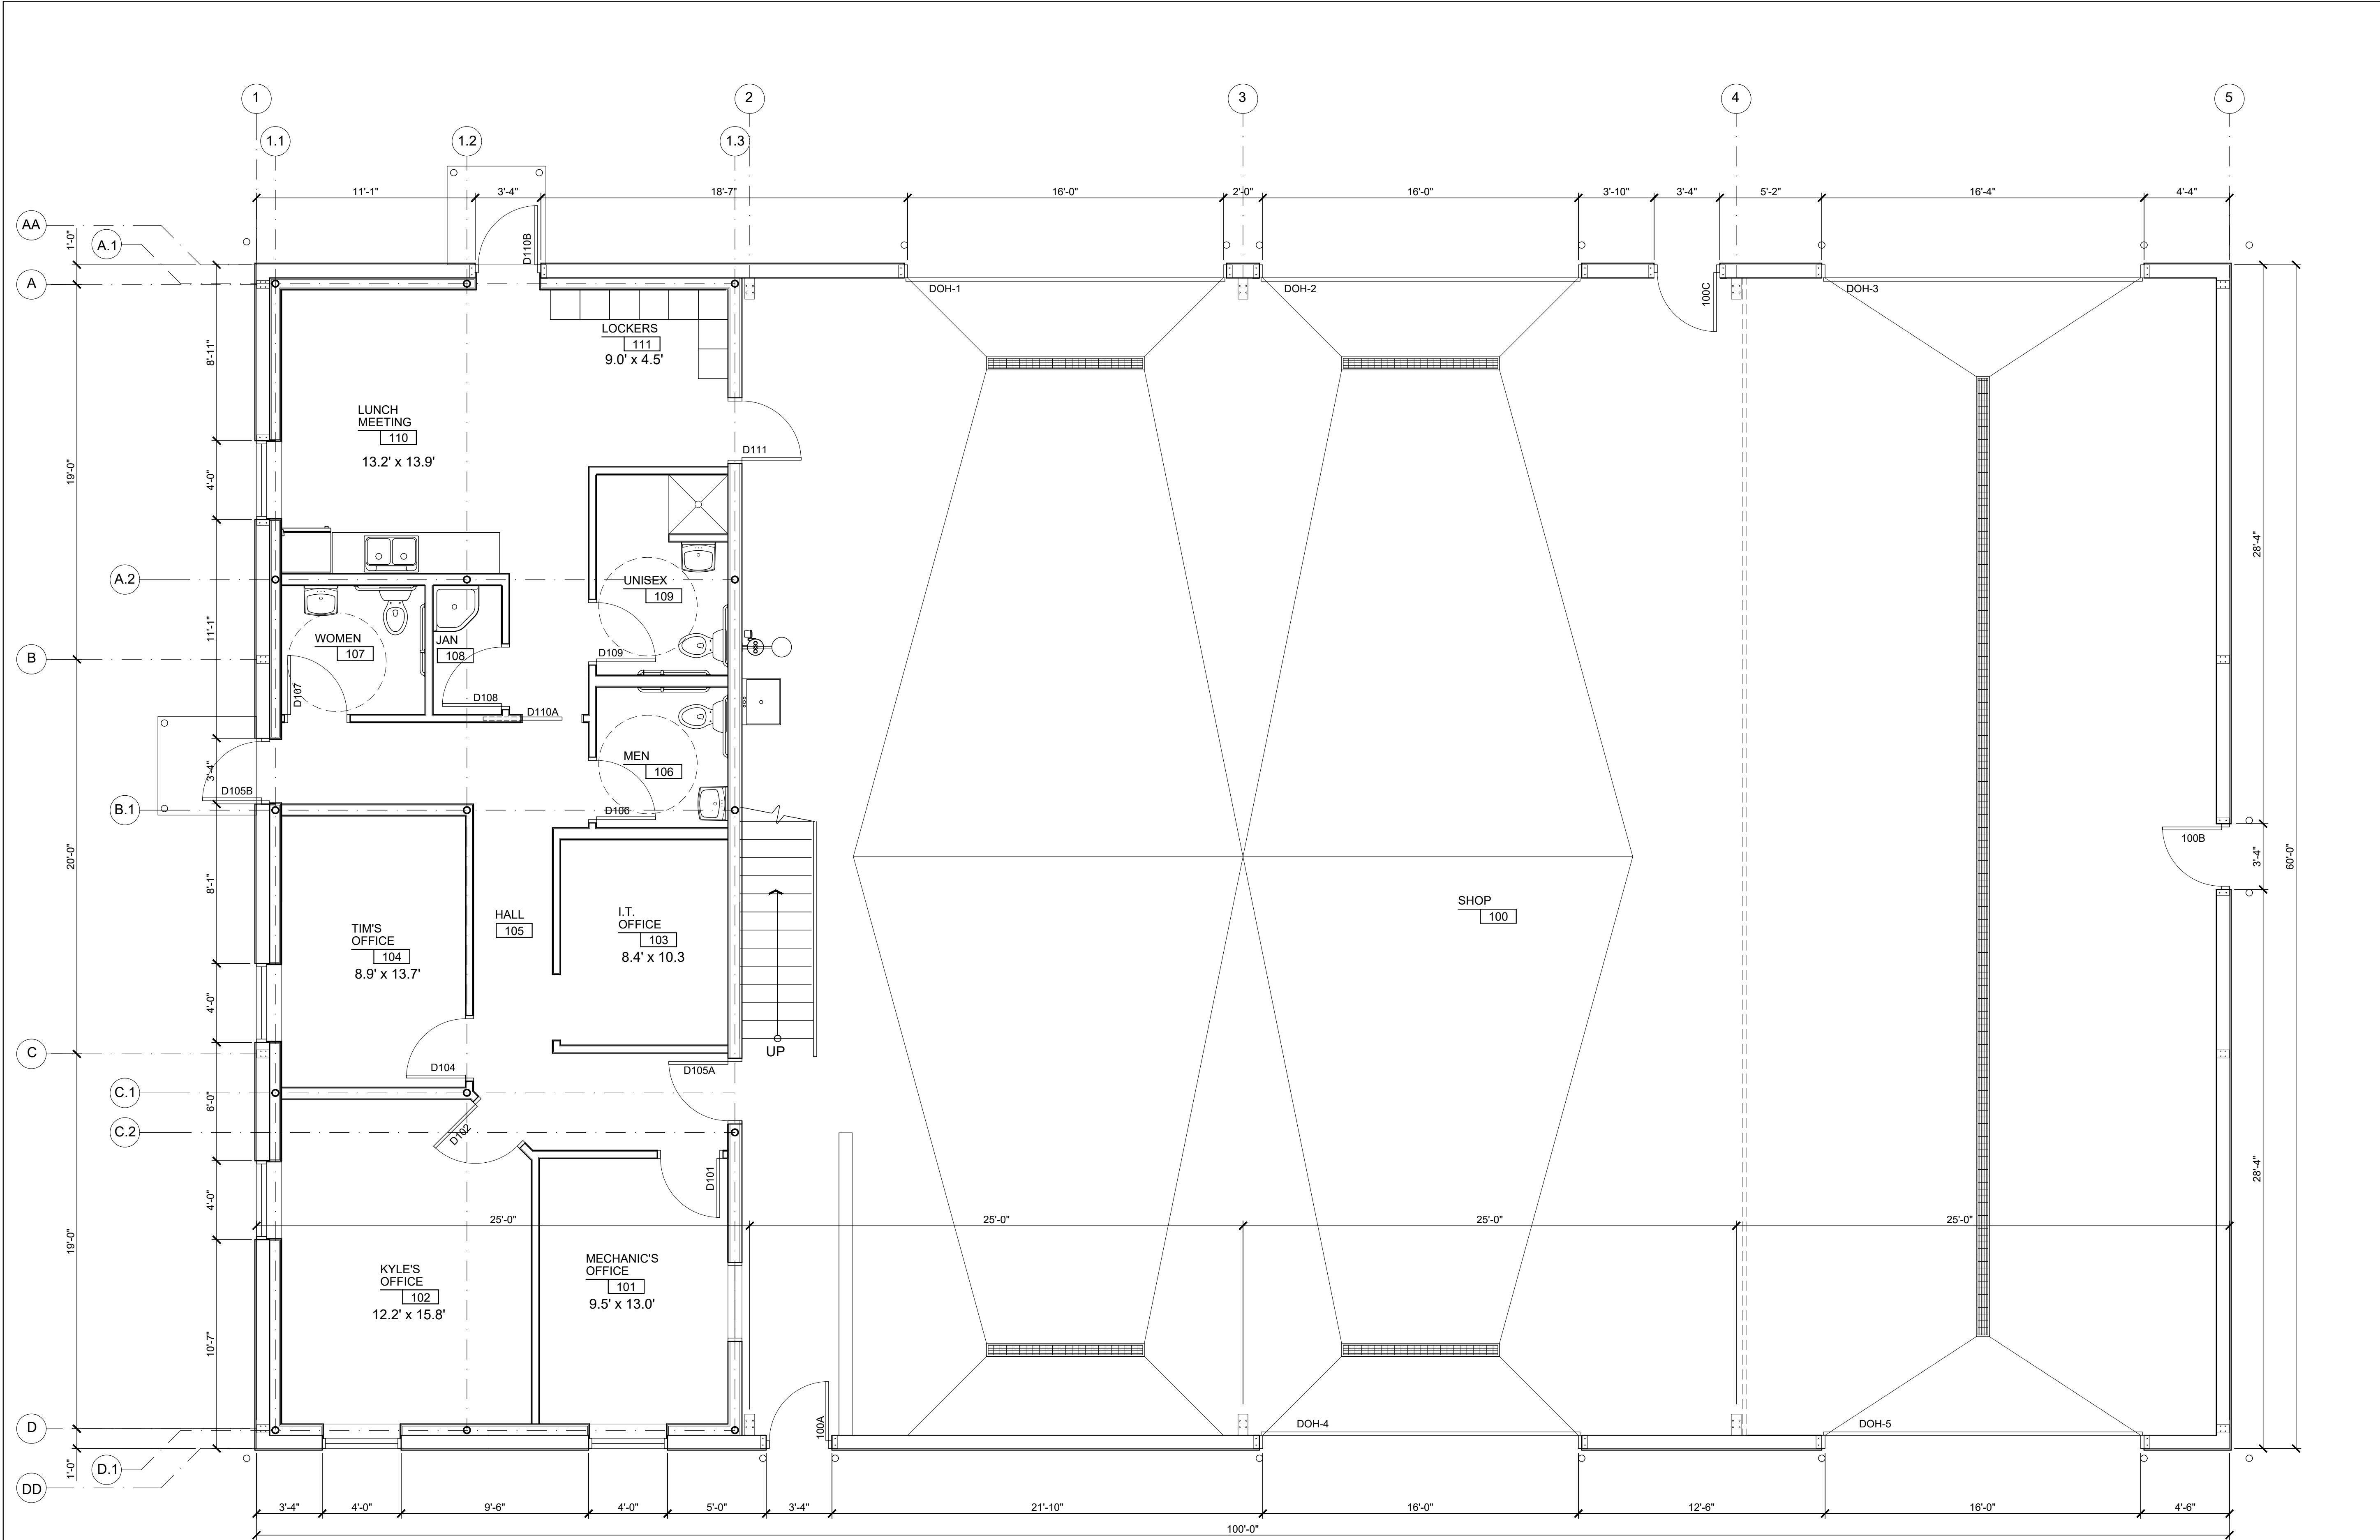 1
2
3
4
5
1.1
1.2
1.3
11'-1"
3'-4"
18'-7"
16'-0"
2'-0"
16'-0"
3'-10"
3'-4"
5'-2"
16'-4"
4'-4"
AA
A.1
A
1'-0"
D110B
DOH-1
DOH-2
100C
DOH-3
LOCKERS
111
9.0' x 4.5'
8'-11"
LUNCH
MEETING
110
13.2' x 13.9'
D111
19'-0"
4'-0"
28'-4"
A.2
UNISEX
109
11'-1"
WOMEN
107
JAN
108
B
D109
D107
D108
D110A
MEN
106
3'-4"
D105B
B.1
D106
100B
3'-4"
60'-0"
20'-0"
8'-1"
HALL
105
I.T.
OFFICE
103
8.4' x 10.3
SHOP
100
TIM'S
OFFICE
104
8.9' x 13.7'
4'-0"
C
UP
D104
D105A
C.1
6'-0"
C.2
D102
D101
28'-4"
4'-0"
25'-0"
25'-0"
25'-0"
25'-0"
19'-0"
KYLE'S
OFFICE
102
12.2' x 15.8'
MECHANIC'S
OFFICE
101
9.5' x 13.0'
10'-7"
D
100A
DOH-4
DOH-5
D.1
1'-0"
DD
3'-4"
4'-0"
9'-6"
4'-0"
5'-0"
3'-4"
21'-10"
16'-0"
12'-6"
16'-0"
4'-6"
100'-0"